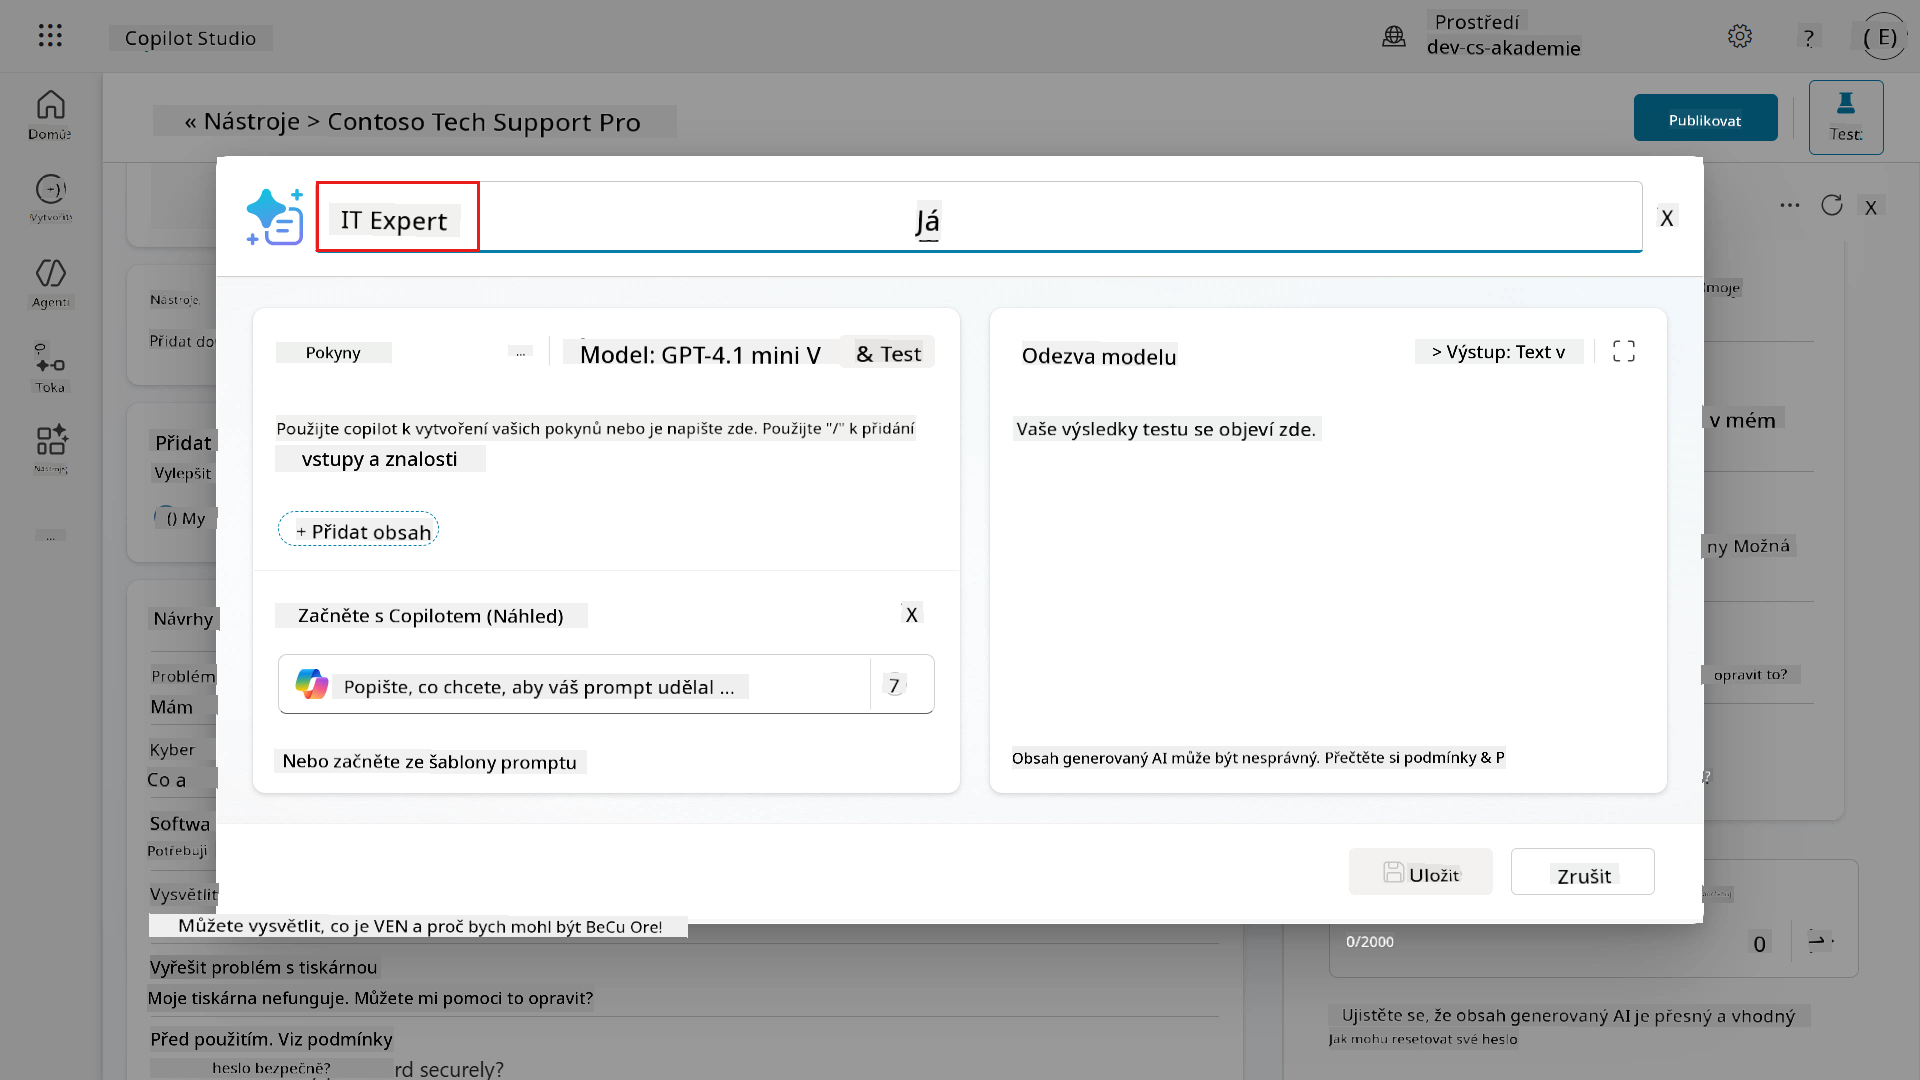 Copilot Studio
Prostředí
dev-cs-akademie
?
( E)
Domů
« Nástroje > Contoso Tech Support Pro
Publikovat
Test.
Vytvořit
IT Expert
Já
X
... 
X
Agenti
Nástroje
Přidat do
Pokyny
...
Model: GPT-4.1 mini V
& Test
Odezva modelu
> Výstup: Text v
Toka
Použijte copilot k vytvoření vašich pokynů nebo je napište zde. Použijte "/" k přidání
vstupy a znalosti
Vaše výsledky testu se objeví zde.
v mém
Přidat
Vylepšit
() My
...
+ Přidat obsah
ny Možná
Začněte s Copilotem (Náhled)
X
Návrhy
Problém
Mám
Popište, co chcete, aby váš prompt udělal ...
7
opravit to?
Kyber
Co a
Nebo začněte ze šablony promptu
Obsah generovaný AI může být nesprávný. Přečtěte si podmínky & P
Softwa
Potřebuji
Vysvětlit
Uložit
Zrušit
Můžete vysvětlit, co je VEN a proč bych mohl být BeCu Ore!
0/2000
0
Vyřešit problém s tiskárnou
Moje tiskárna nefunguje. Můžete mi pomoci to opravit?
Ujistěte se, že obsah generovaný AI je přesný a vhodný
Jak mohu resetovat své heslo
Před použitím. Viz podmínky
heslo bezpečně?
rd securely?